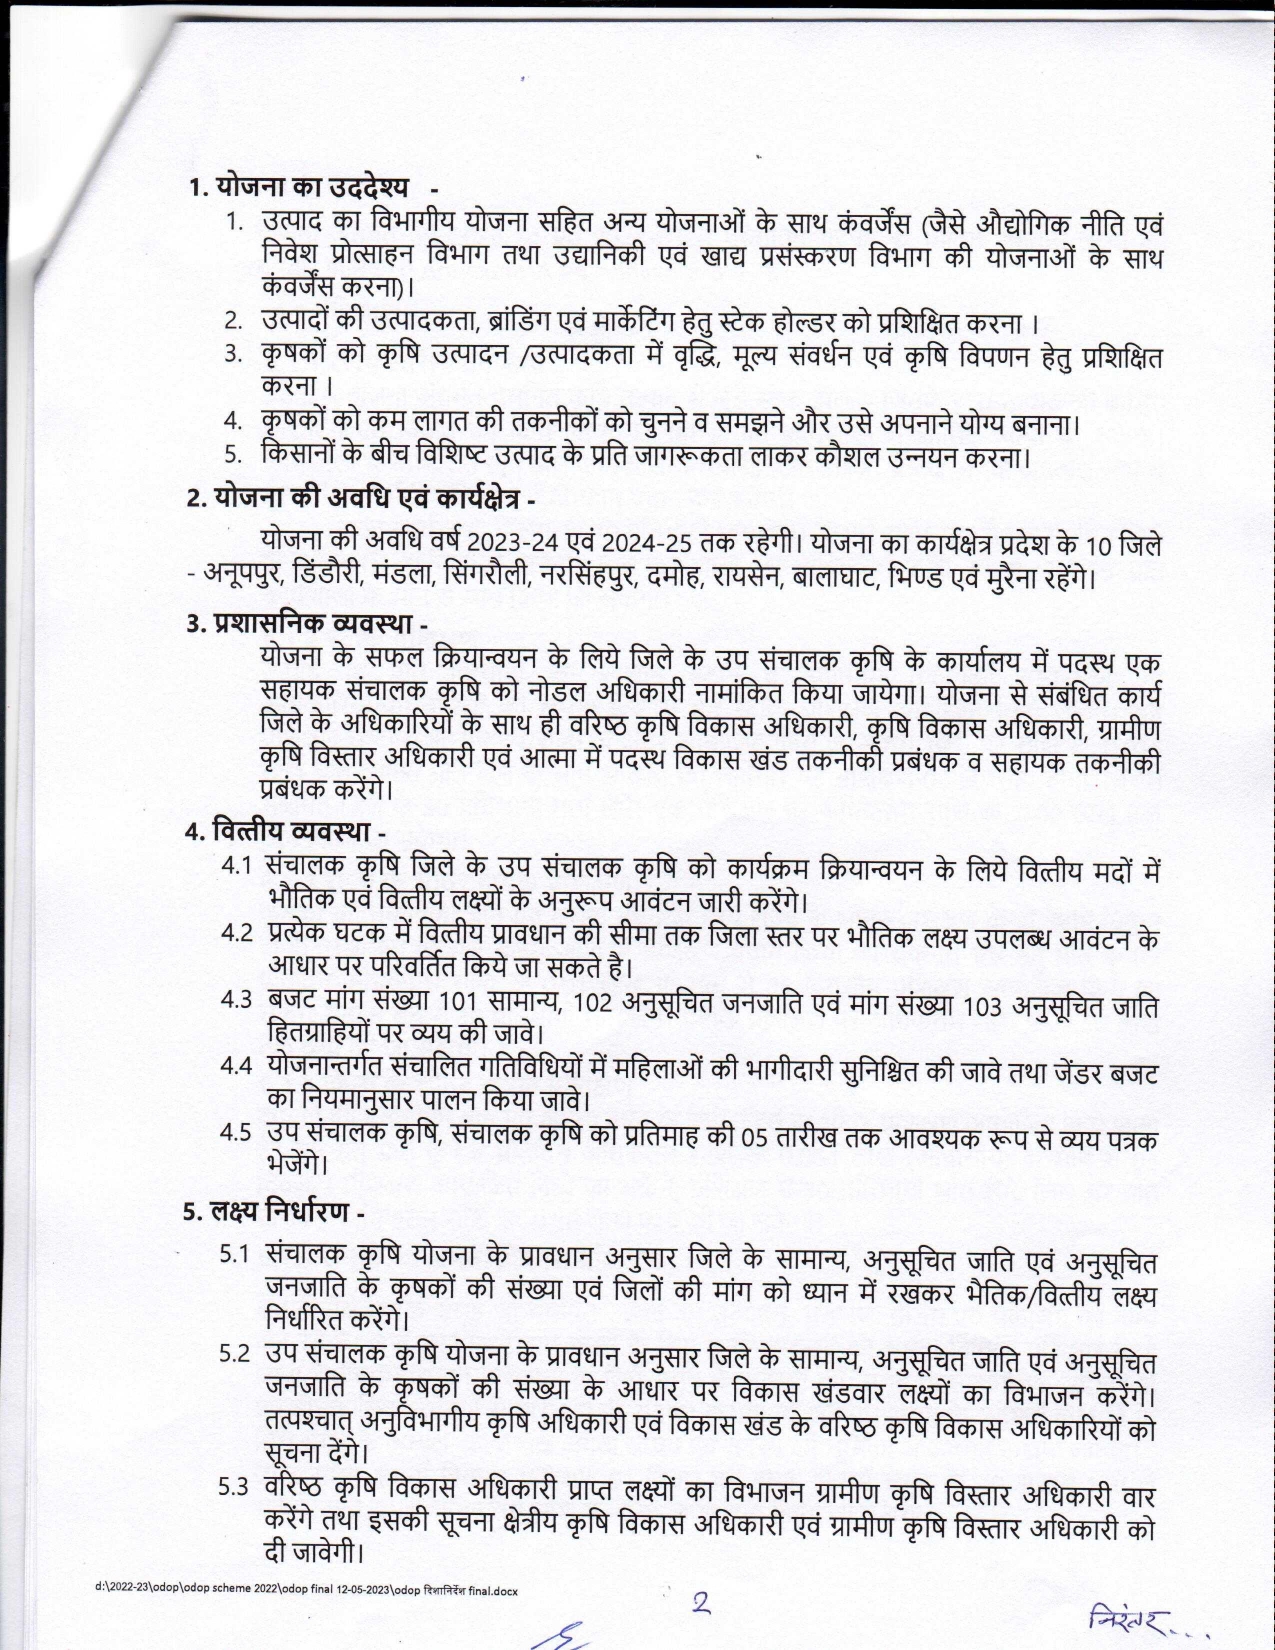 1. योजना का उददेश्य -
1. उत्पाद का विभागीय योजना सहित अन्य योजनाओं के साथ कंवर्जेंस (जैसे औद्योगिक नीति एवं
निवेश प्रोत्साहन विभाग तथा उद्यानिकी एवं खाद्य प्रसंस्करण विभाग की योजनाओं के साथ
कंवर्जेंस करना)।
2. उत्पादों की उत्पादकता, ब्रांडिंग एवं मार्केटिंग हेतु स्टेक होल्डर को प्रशिक्षित करना ।
3. कृषकों को कृषि उत्पादन /उत्पादकता में वृद्धि, मूल्य संवर्धन एवं कृषि विपणन हेतु प्रशिक्षित
करना ।
4. कृषकों को कम लागत की तकनीकों को चुनने व समझने और उसे अपनाने योग्य बनाना।
5. किसानों के बीच विशिष्ट उत्पाद के प्रति जागरूकता लाकर कौशल उन्नयन करना।
2. योजना की अवधि एवं कार्यक्षेत्र -
योजना की अवधि वर्ष 2023-24 एवं 2024-25 तक रहेगी। योजना का कार्यक्षेत्र प्रदेश के 10 जिले
- अनूपपुर, डिंडौरी, मंडला, सिंगरौली, नरसिंहपुर, दमोह, रायसेन, बालाघाट, भिण्ड एवं मुरैना रहेंगे।
3. प्रशासनिक व्यवस्था -
योजना के सफल क्रियान्वयन के लिये जिले के उप संचालक कृषि के कार्यालय में पदस्थ एक
सहायक संचालक कृषि को नोडल अधिकारी नामांकित किया जायेगा। योजना से संबंधित कार्य
जिले के अधिकारियों के साथ ही वरिष्ठ कृषि विकास अधिकारी, कृषि विकास अधिकारी, ग्रामीण
कृषि विस्तार अधिकारी एवं आत्मा में पदस्थ विकास खंड तकनीकी प्रबंधक व सहायक तकनीकी
प्रबंधक करेंगे।
4. वित्तीय व्यवस्था -
4.1 संचालक कृषि जिले के उप संचालक कृषि को कार्यक्रम क्रियान्वयन के लिये वित्तीय मदों में
भौतिक एवं वित्तीय लक्ष्यों के अनुरूप आवंटन जारी करेंगे।
4.2 प्रत्येक घटक में वित्तीय प्रावधान की सीमा तक जिला स्तर पर भौतिक लक्ष्य उपलब्ध आवंटन के
आधार पर परिवर्तित किये जा सकते है।
4.3 बजट मांग संख्या 101 सामान्य, 102 अनुसूचित जनजाति एवं मांग संख्या 103 अनुसूचित जाति
हितग्राहियों पर व्यय की जावे।
4.4 योजनान्तर्गत संचालित गतिविधियों में महिलाओं की भागीदारी सुनिश्चित की जावे तथा जेंडर बजट
का नियमानुसार पालन किया जावे।
4.5 उप संचालक कृषि, संचालक कृषि को प्रतिमाह की 05 तारीख तक आवश्यक रूप से व्यय पत्रक
भेजेंगे।
5. लक्ष्य निर्धारण -
5.1 संचालक कृषि योजना के प्रावधान अनुसार जिले के सामान्य, अनुसूचित जाति एवं अनुसूचित
जनजाति के कृषकों की संख्या एवं जिलों की मांग को ध्यान में रखकर भैतिक/वित्तीय लक्ष्य
निर्धारित करेंगे।
5.2 उप संचालक कृषि योजना के प्रावधान अनुसार जिले के सामान्य, अनुसूचित जाति एवं अनुसूचित
जनजाति के कृषकों की संख्या के आधार पर विकास खंडवार लक्ष्यों का विभाजन करेंगे।
तत्पश्चात् अनुविभागीय कृषि अधिकारी एवं विकास खंड के वरिष्ठ कृषि विकास अधिकारियों को
सूचना देंगे।
5.3 वरिष्ठ कृषि विकास अधिकारी प्राप्त लक्ष्यों का विभाजन ग्रामीण कृषि विस्तार अधिकारी वार
करेंगे तथा इसकी सूचना क्षेत्रीय कृषि विकास अधिकारी एवं ग्रामीण कृषि विस्तार अधिकारी को
दी जावेगी।
d:\2022-23\odop\odop scheme 2022\odop final 12-05-2023\odop दिशानिर्देश final.docx
2
निरंतर...